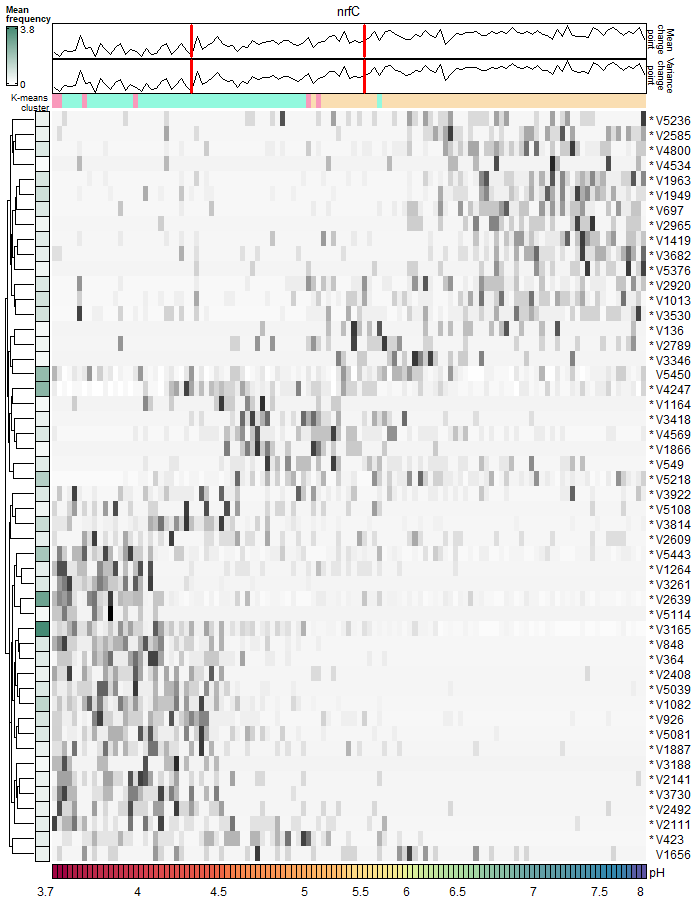 nrfC
Mean
frequency
3.8
0
Mean
change
point
Variance
change
point
K-means
cluster
* V5236
* V2585
* V4800
* V4534
* V1963
* V1949
* V697
* V2965
* V1419
* V3682
* V5376
* V2920
* V1013
* V3530
* V136
* V2789
* V3346
V5450
* V4247
* V1164
* V3418
* V4569
* V1866
* V549
* V5218
* V3922
* V5108
* V3814
* V2609
* V5443
* V1264
* V3261
* V2639
* V5114
* V3165
* V848
* V364
* V2408
* V5039
* V1082
* V926
* V5081
* V1887
* V3188
* V2141
* V3730
* V2492
* V2111
* V423
V1656
pH
3.7 4 4.5 5 5.5 6 6.5 7 7.5 8